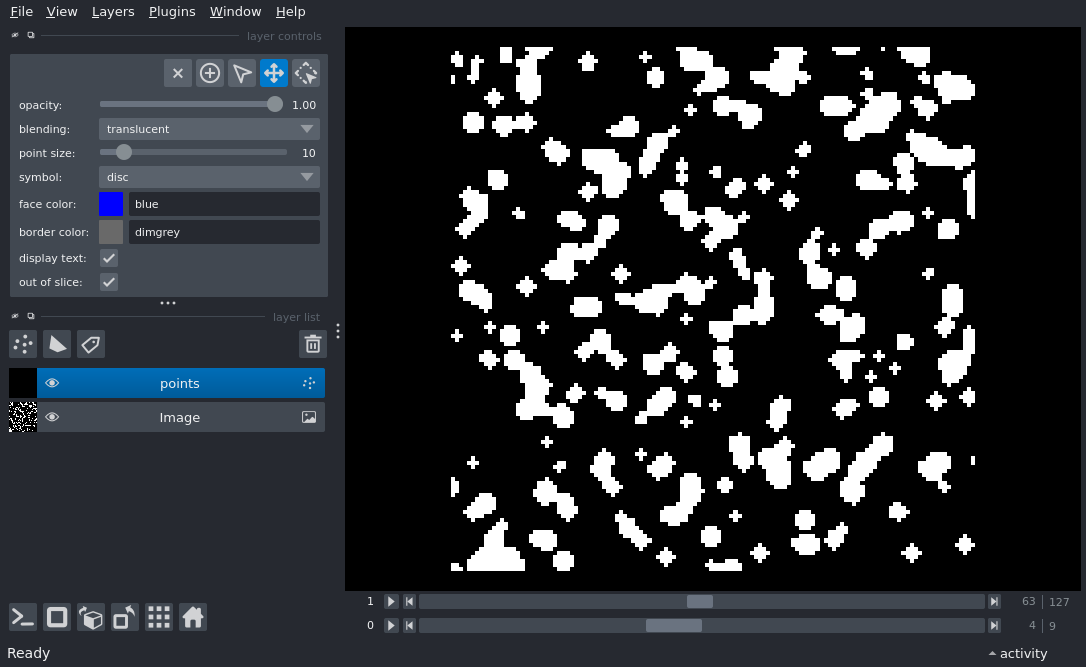 File View Layers Plugins Window Help
layer controls
opacity: 1.00
blending: translucent
point size: 10
symbol: disc
face color: blue
border color: dimgrey
display text:
out of slice:
layer list
points
Image
1 63 127
0 4 9
Ready activity